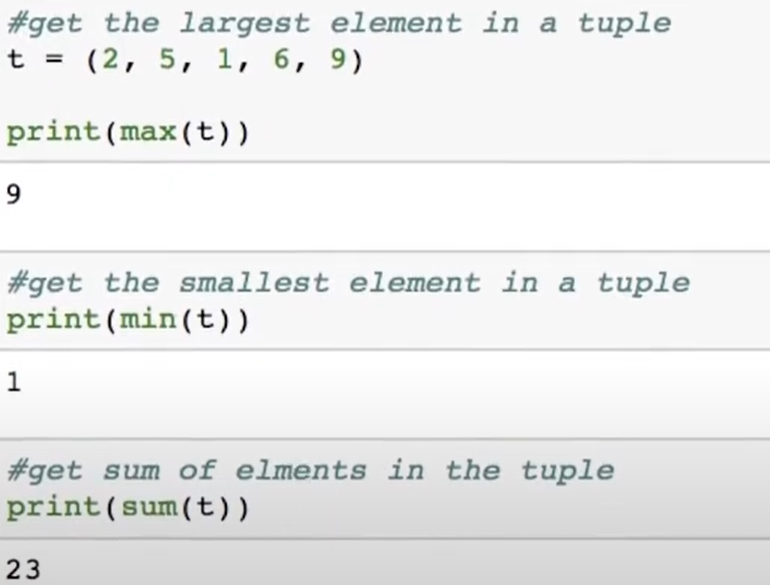 #get the largest element in a tuple
t = (2, 5, 1, 6, 9)
print(max(t))
9
#get the smallest element in a tuple
print(min(t))
1
#get sum of elments in the tuple
print(sum(t))
23